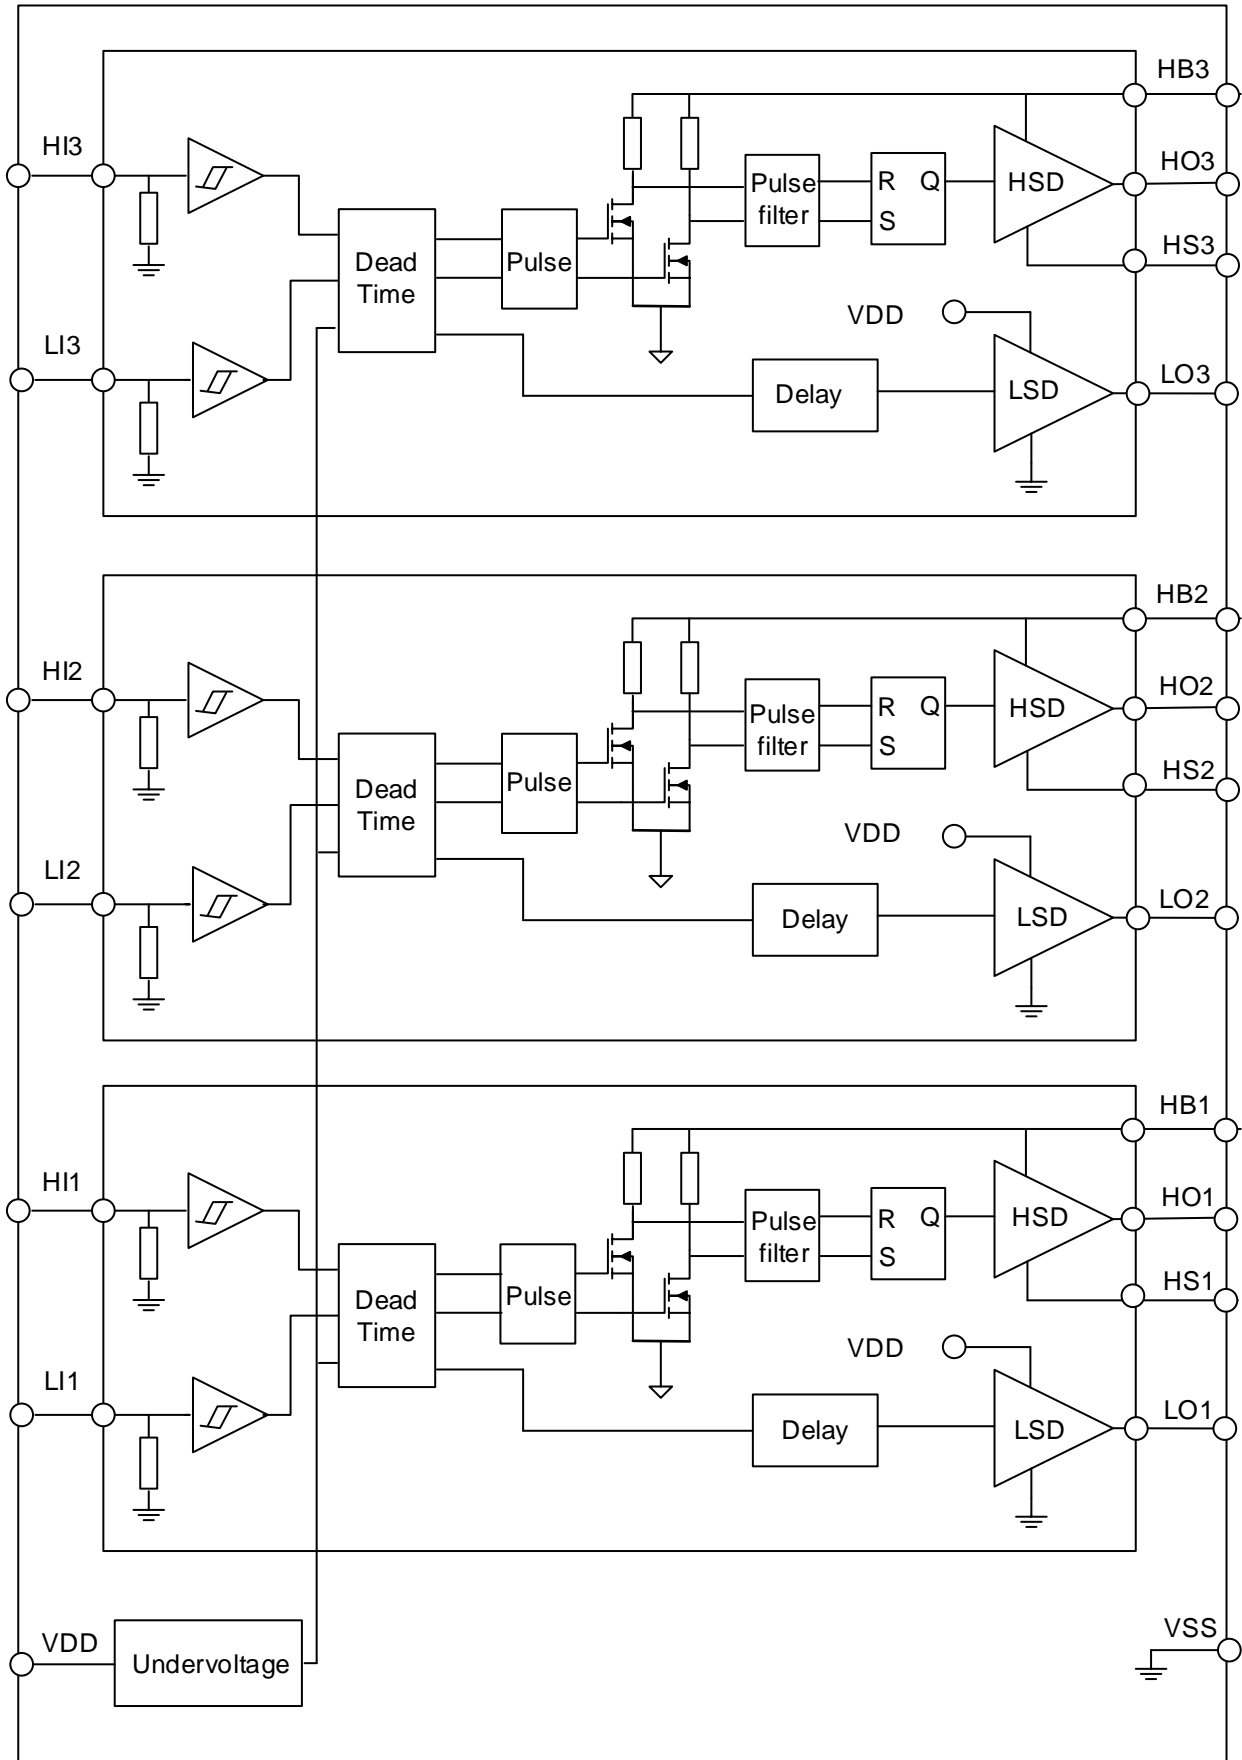 HB3
HI3
HO3
Pulse
filter
R Q
S
HSD
Dead
Time
Pulse
HS3
VDD
LI3
LO3
Delay
LSD
HB2
HI2
HO2
Pulse
filter
R Q
S
HSD
Dead
Time
Pulse
HS2
VDD
LI2
LO2
Delay
LSD
HB1
HI1
HO1
Pulse
filter
R Q
S
HSD
Dead
Time
Pulse
HS1
VDD
LI1
LO1
Delay
LSD
VSS
VDD
Undervoltage